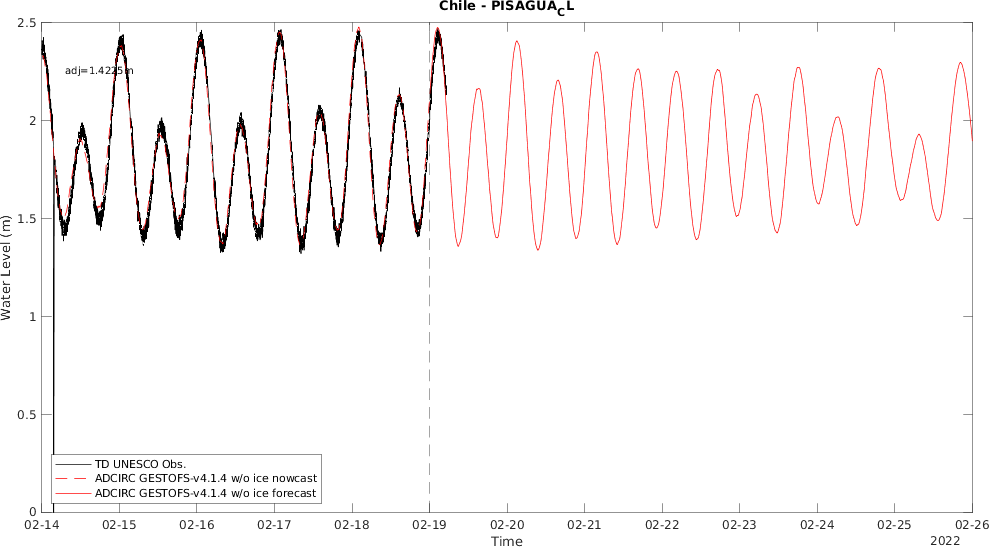 Chile - PISAGUACL
2.5
adj=1.4225m
2
1.5
Water Level (m)
1
0.5
TD UNESCO Obs.
ADCIRC GESTOFS-v4.1.4 w/o ice nowcast
ADCIRC GESTOFS-v4.1.4 w/o ice forecast
0
02-14 02-15 02-16 02-17 02-18 02-19 02-20 02-21 02-22 02-23 02-24 02-25 02-26
Time
2022